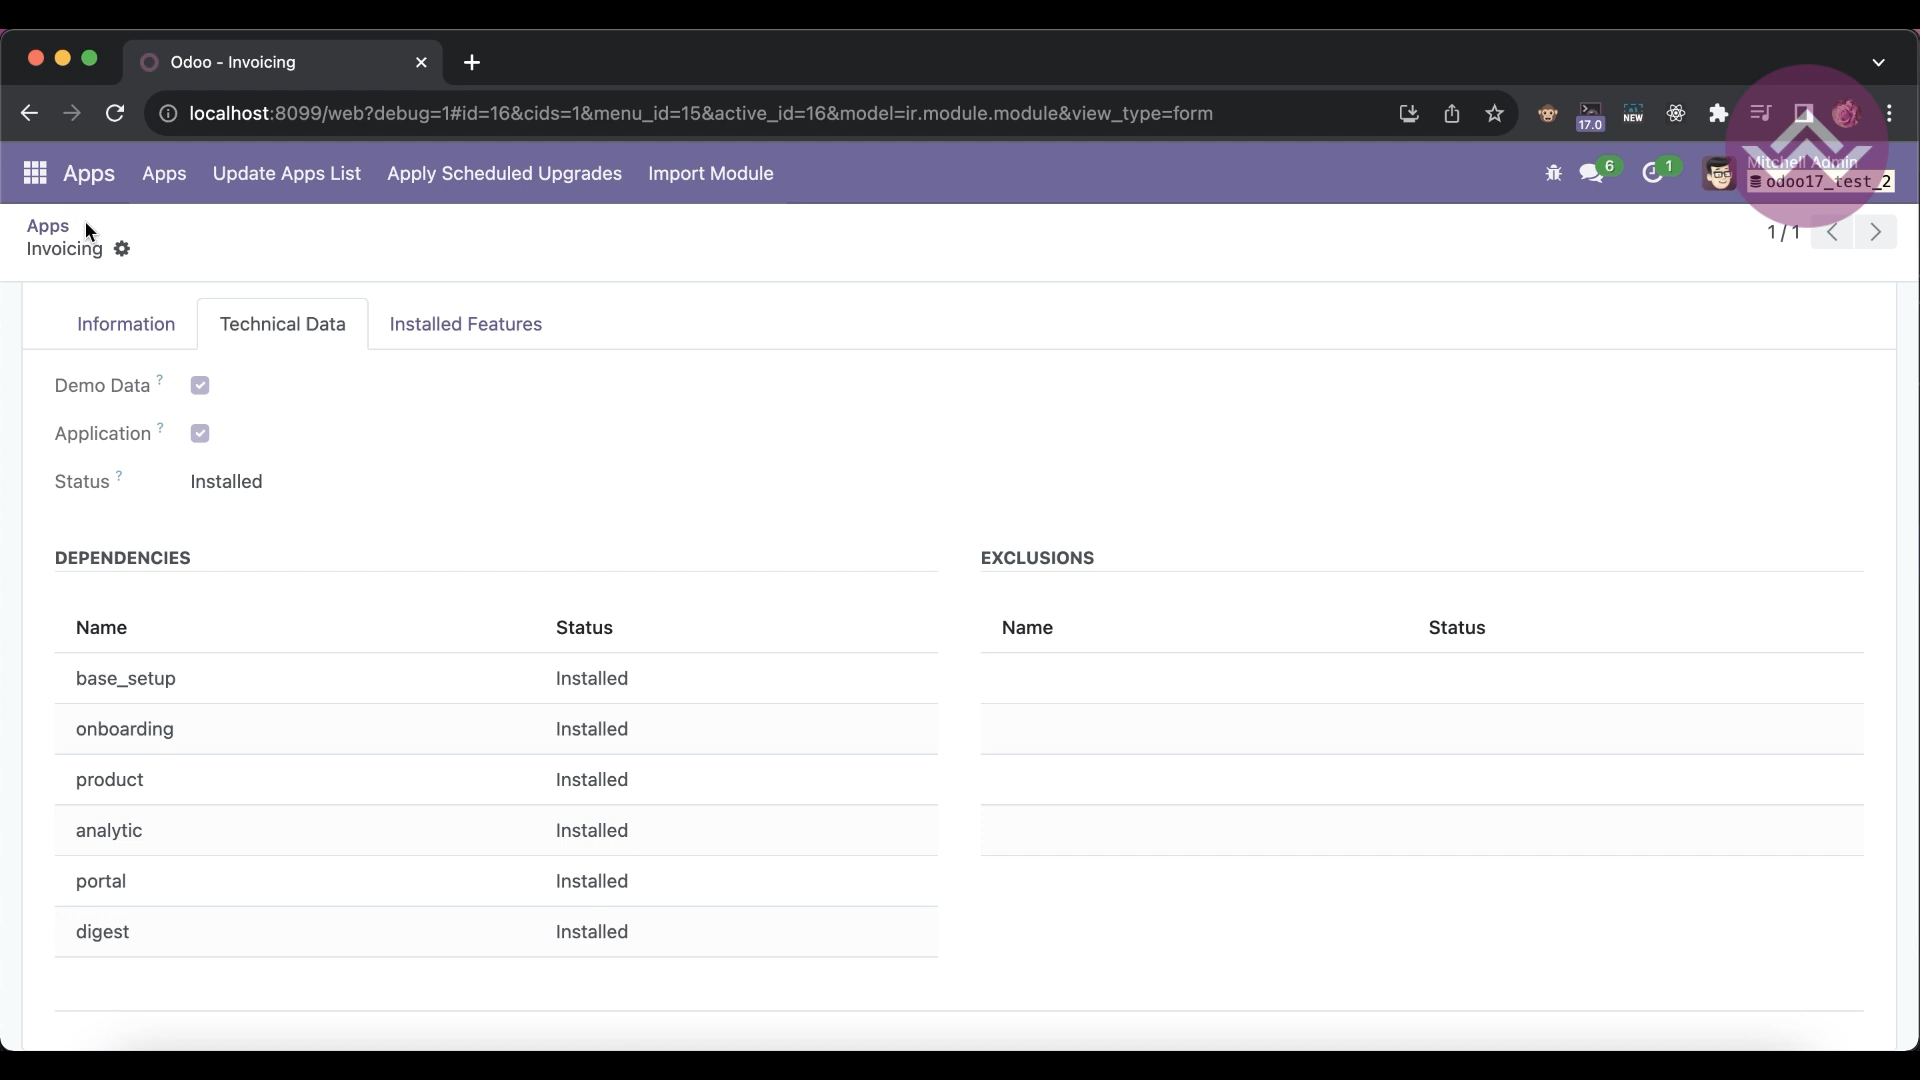 Odoo - Invoicing
localhost:8099/web?debug=1#id=16&cids=1&menu_id=15&active_id=16&model=ir.module.module&view_type=form
17.0
NEW
Apps Apps Update Apps List Apply Scheduled Upgrades Import Module
6
1
Mitchell Admin
odoo17_test_2
Apps
Invoicing
1 / 1
Information
Technical Data
Installed Features
Demo Data ?
Application ?
Status ? Installed
DEPENDENCIES
Name Status
base_setup Installed
onboarding Installed
product Installed
analytic Installed
portal Installed
digest Installed
EXCLUSIONS
Name Status